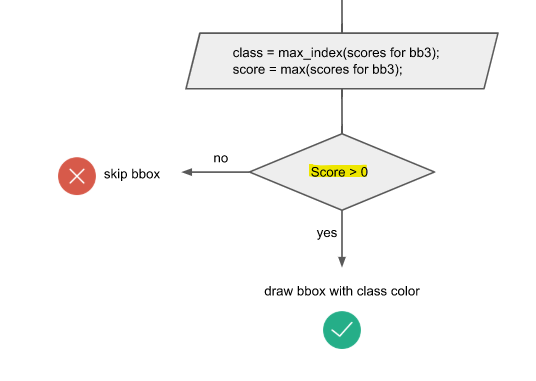 class = max_index(scores for bb3);
score = max(scores for bb3);
no
skip bbox
Score > 0
yes
draw bbox with class color